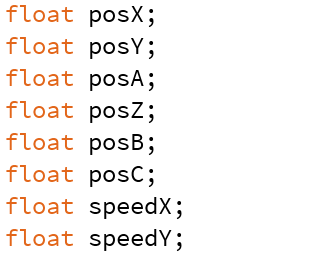 float posX;
float posY;
float posA;
float posZ;
float posB;
float posC;
float speedX;
float speedY;